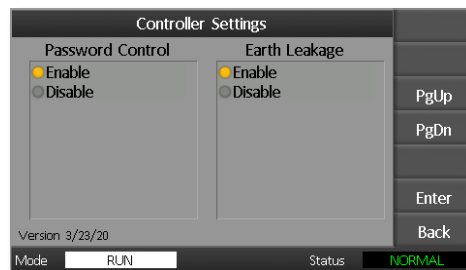 Controller Settings
Password Control
Enable
Disable
Earth Leakage
Enable
Disable
PgUp
PgDn
Enter
Back
Version 3/23/20
Mode RUN Status NORMAL